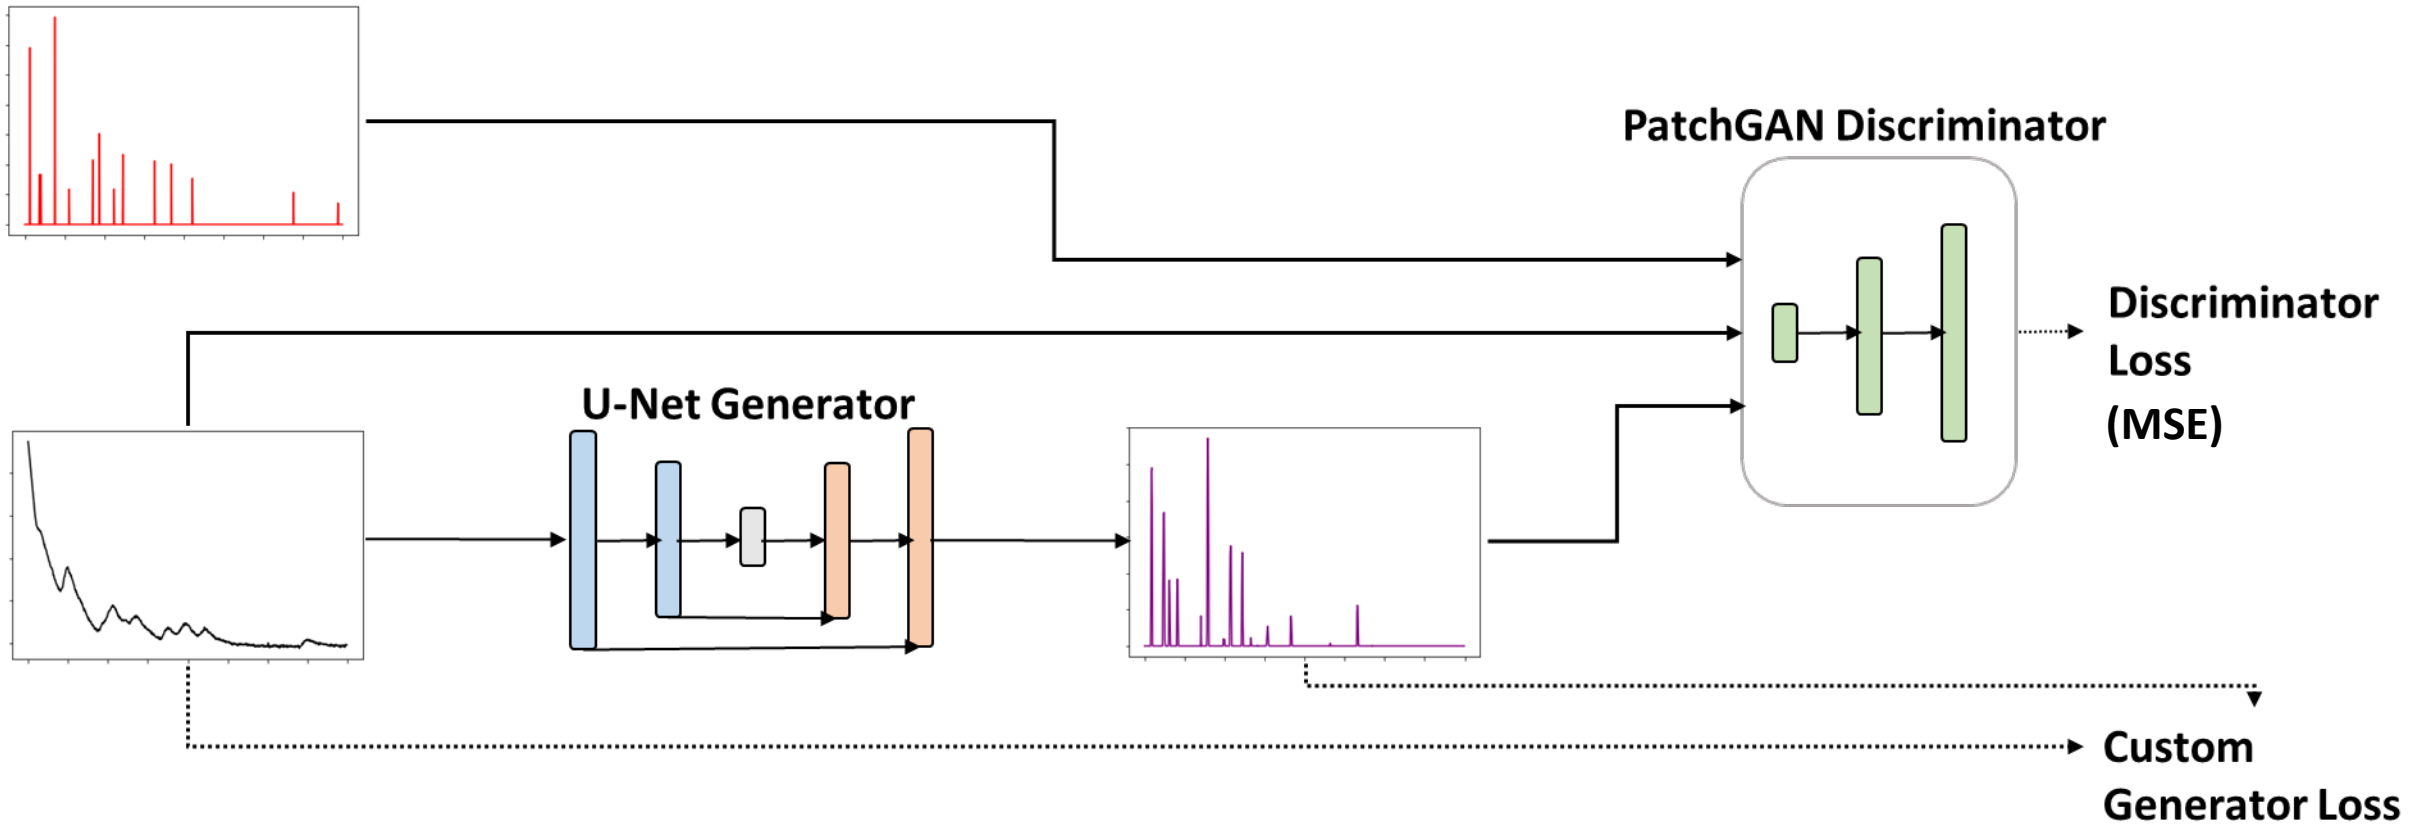 PatchGAN Discriminator
Discriminator
Loss
(MSE)
U-Net Generator
Custom
Generator Loss